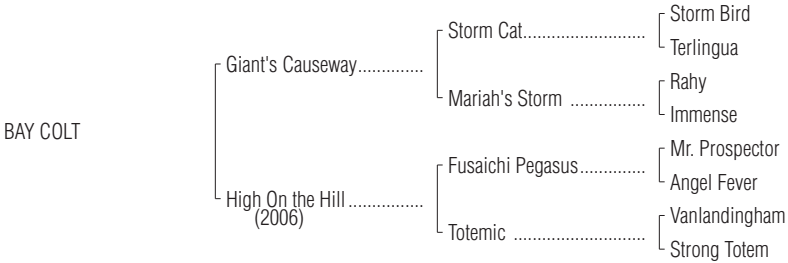 Storm Bird
Storm Cat..........................
Terlingua
Giant's Causeway..............
Rahy
Mariah's Storm ................
Immense
BAY COLT
Mr. Prospector
Fusaichi Pegasus..............
Angel Fever
High On the Hill................
(2006)
Vanlandingham
Totemic ............................
Strong Totem